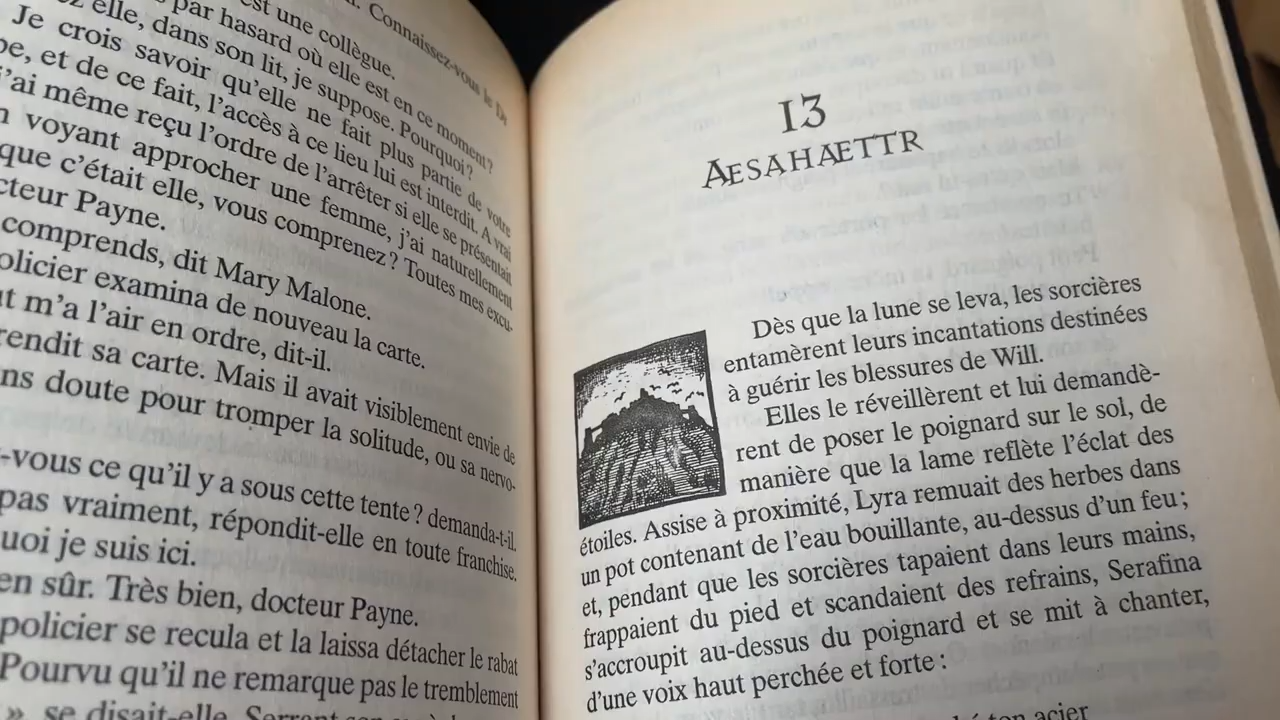 est une collègue.
Connaissez-vous le
par hasard où elle est en ce moment?
elle, dans son lit, je suppose. Pourquoi?
Je crois savoir qu'elle ne fait plus partie de votre
et de ce fait, l'accès à ce lieu lui est interdit. A vrai
j'ai même reçu l'ordre de l'arrêter si elle se présentait
voyant approcher une femme, j'ai naturellement
que c'était elle, vous comprenez? Toutes mes excu-
cteur Payne.
comprends, dit Mary Malone.
olicier examina de nouveau la carte.
ut m'a l'air en ordre, dit-il.
rendit sa carte. Mais il avait visiblement envie de
ns doute pour tromper la solitude, ou sa nervo-
-vous ce qu'il y a sous cette tente? demanda-t-il.
pas vraiment, répondit-elle en toute franchise.
uoi je suis ici.
en sûr. Très bien, docteur Payne.
policier se recula et la laissa détacher le rabat
Pourvu qu'il ne remarque pas le tremblement
», se disait-elle.
13
AESAHAETTR
Dès que la lune se leva, les sorcières
entamèrent leurs incantations destinées
à guérir les blessures de Will.
Elles le réveillèrent et lui demandè-
rent de poser le poignard sur le sol, de
manière que la lame reflète l'éclat des
étoiles. Assise à proximité, Lyra remuait des herbes dans
un pot contenant de l'eau bouillante, au-dessus d'un feu;
et, pendant que les sorcières tapaient dans leurs mains,
frappaient du pied et scandaient des refrains, Serafina
s'accroupit au-dessus du poignard et se mit à chanter,
d'une voix haut perchée et forte:
ton acier